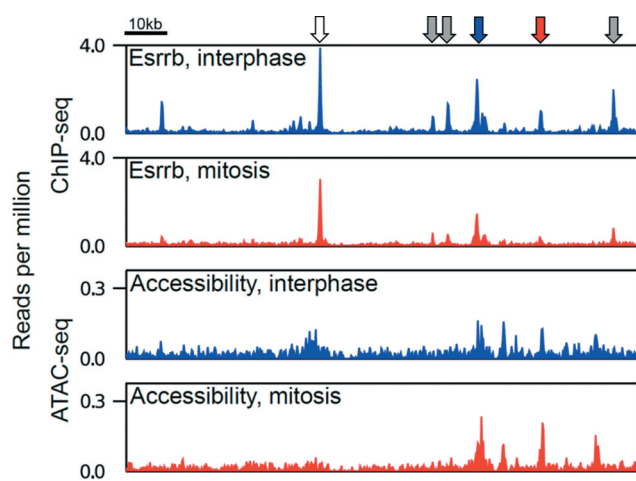 10kb
Reads per million
ChIP-seq
4.0
Esrrb, interphase
0.0
4.0
Esrrb, mitosis
0.0
ATAC-seq
0.3
Accessibility, interphase
0.0
0.3
Accessibility, mitosis
0.0